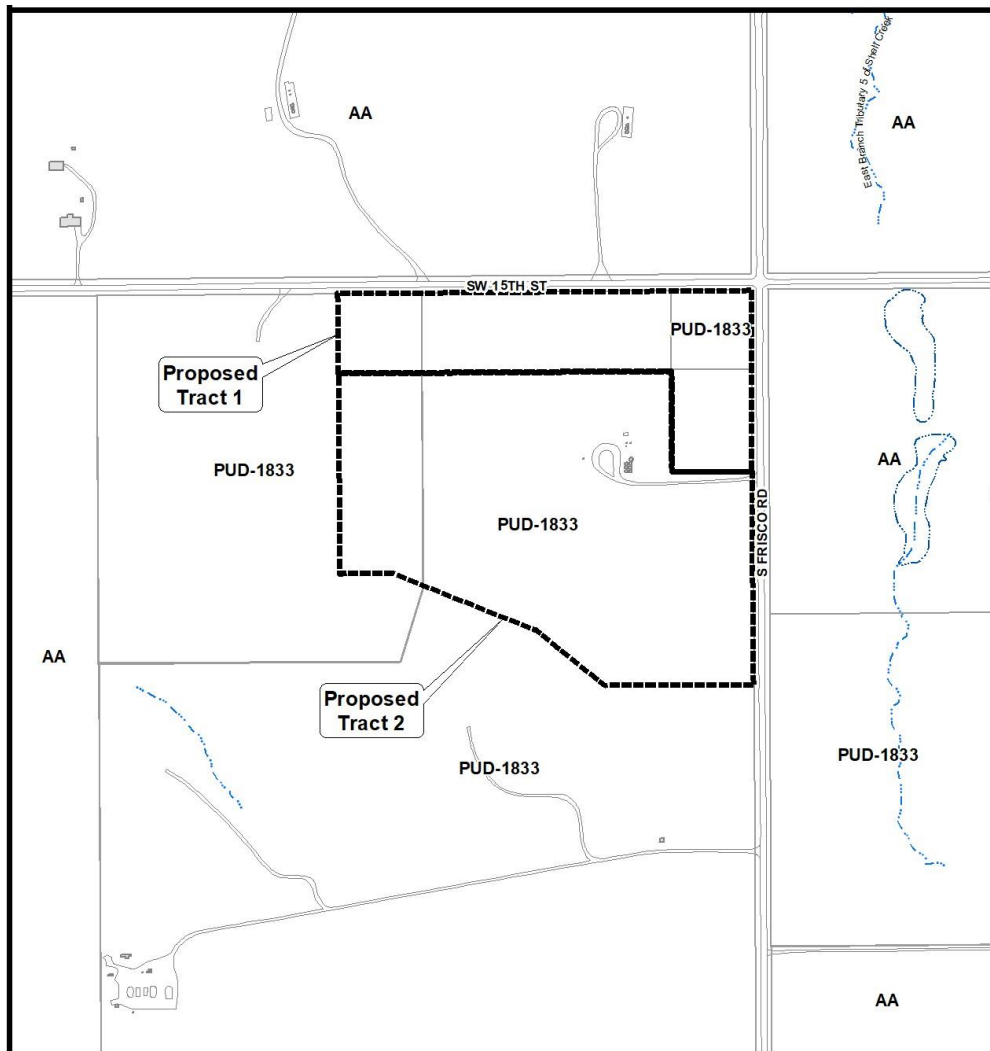 East Branch Tributary 5 of Shell Creek
AA
AA
SW 15TH ST
PUD-1833
Proposed
Tract 1
AA
PUD-1833
PUD-1833
S FRISCO RD
AA
Proposed
Tract 2
PUD-1833
PUD-1833
AA